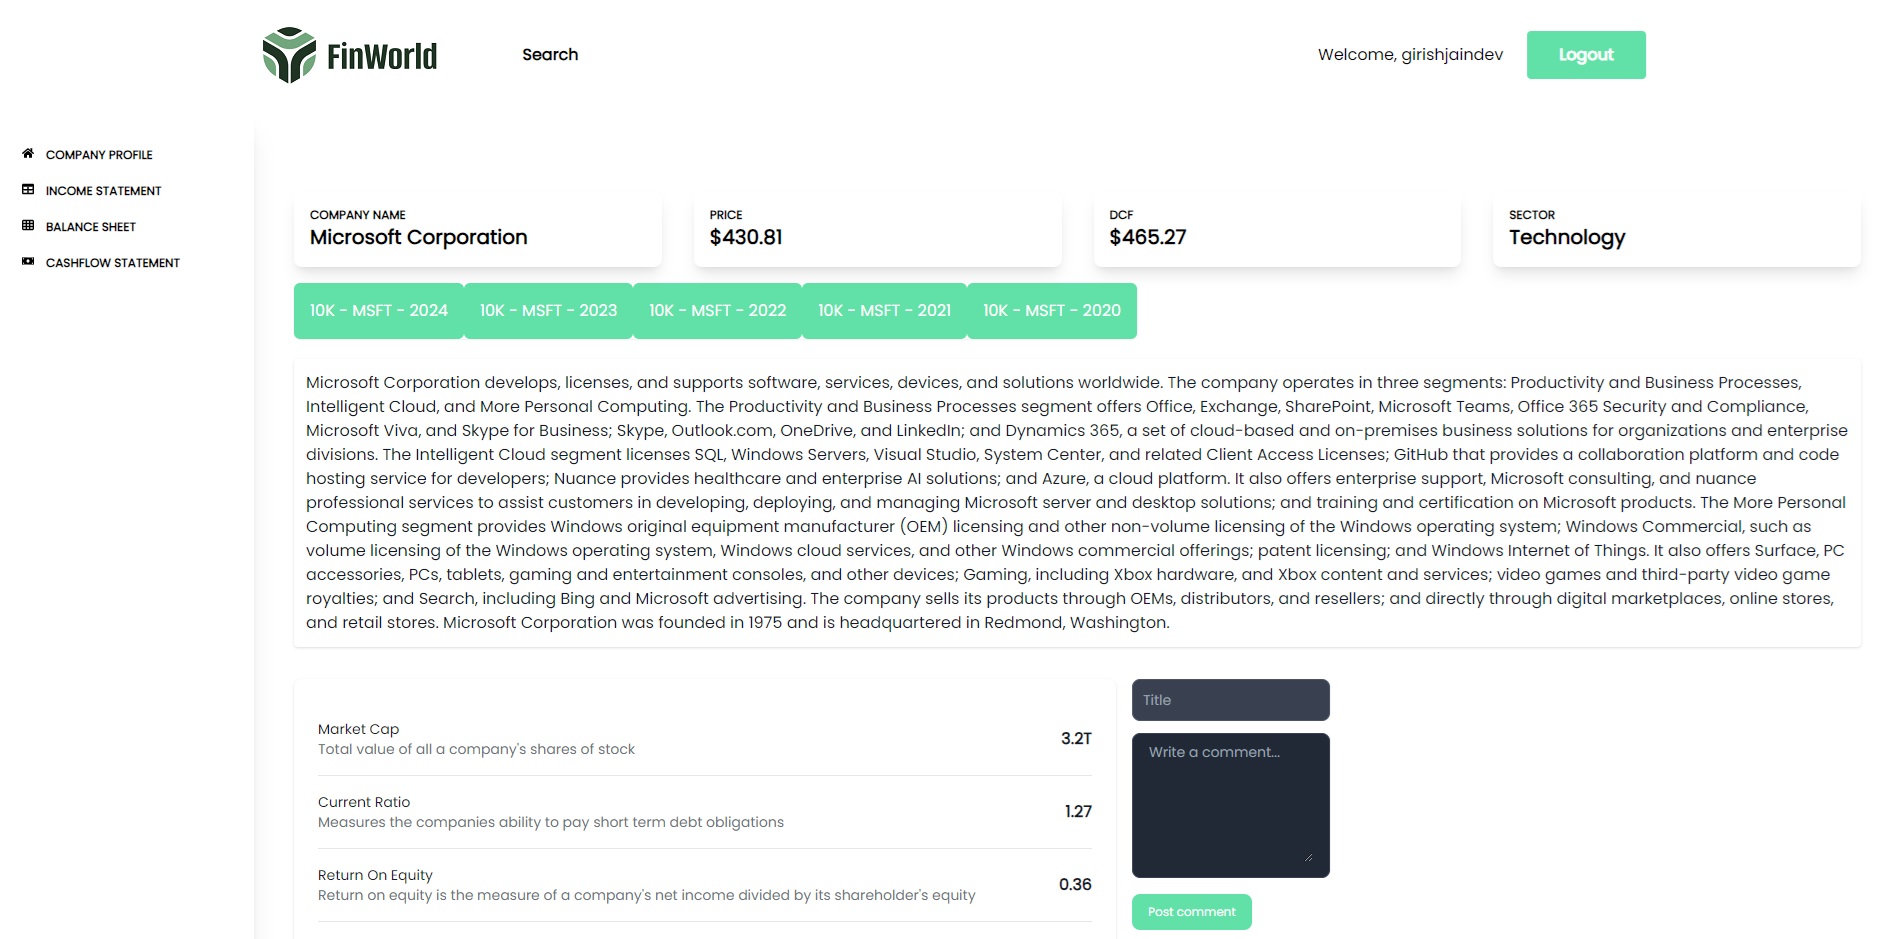 FinWorld
Search
Welcome, girishjaindev
Logout
COMPANY PROFILE
INCOME STATEMENT
BALANCE SHEET
CASHFLOW STATEMENT
COMPANY NAME
Microsoft Corporation
PRICE
$430.81
DCF
$465.27
SECTOR
Technology
10K - MSFT - 2024
10K - MSFT - 2023
10K - MSFT - 2022
10K - MSFT - 2021
10K - MSFT - 2020
Microsoft Corporation develops, licenses, and supports software, services, devices, and solutions worldwide. The company operates in three segments: Productivity and Business Processes,
Intelligent Cloud, and More Personal Computing. The Productivity and Business Processes segment offers Office, Exchange, SharePoint, Microsoft Teams, Office 365 Security and Compliance,
Microsoft Viva, and Skype for Business; Skype, Outlook.com, OneDrive, and LinkedIn; and Dynamics 365, a set of cloud-based and on-premises business solutions for organizations and enterprise
divisions. The Intelligent Cloud segment licenses SQL, Windows Servers, Visual Studio, System Center, and related Client Access Licenses; GitHub that provides a collaboration platform and code
hosting service for developers; Nuance provides healthcare and enterprise AI solutions; and Azure, a cloud platform. It also offers enterprise support, Microsoft consulting, and nuance
professional services to assist customers in developing, deploying, and managing Microsoft server and desktop solutions; and training and certification on Microsoft products. The More Personal
Computing segment provides Windows original equipment manufacturer (OEM) licensing and other non-volume licensing of the Windows operating system; Windows Commercial, such as
volume licensing of the Windows operating system, Windows cloud services, and other Windows commercial offerings; patent licensing; and Windows Internet of Things. It also offers Surface, PC
accessories, PCs, tablets, gaming and entertainment consoles, and other devices; Gaming, including Xbox hardware, and Xbox content and services; video games and third-party video game
royalties; and Search, including Bing and Microsoft advertising. The company sells its products through OEMs, distributors, and resellers; and directly through digital marketplaces, online stores,
and retail stores. Microsoft Corporation was founded in 1975 and is headquartered in Redmond, Washington.
Market Cap
Total value of all a company's shares of stock
3.2T
Current Ratio
Measures the companies ability to pay short term debt obligations
1.27
Return On Equity
Return on equity is the measure of a company's net income divided by its shareholder's equity
0.36
Title
Write a comment...
Post comment